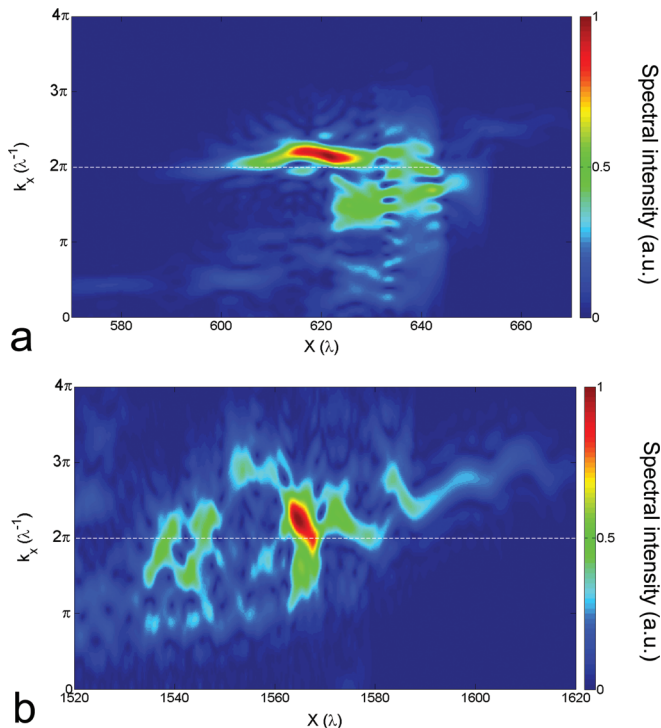 4π
3π
2π
π
0
k_x (λ⁻¹)
580
600
620
640
660
X (λ)
1
0.5
0
Spectral intensity (a.u.)
a
4π
3π
2π
π
0
k_x (λ⁻¹)
1520
1540
1560
1580
1600
1620
X (λ)
1
0.5
0
Spectral intensity (a.u.)
b